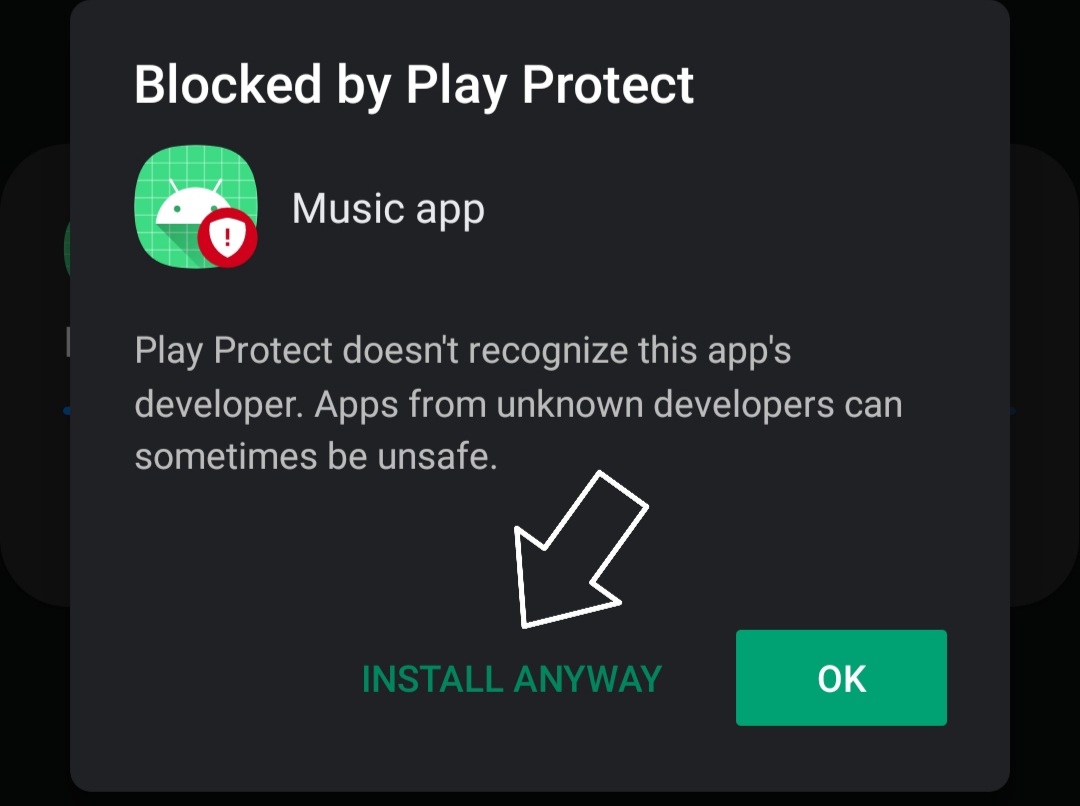 Blocked by Play Protect
Music app
Play Protect doesn't recognize this app's
developer. Apps from unknown developers can
sometimes be unsafe.
INSTALL ANYWAY
OK